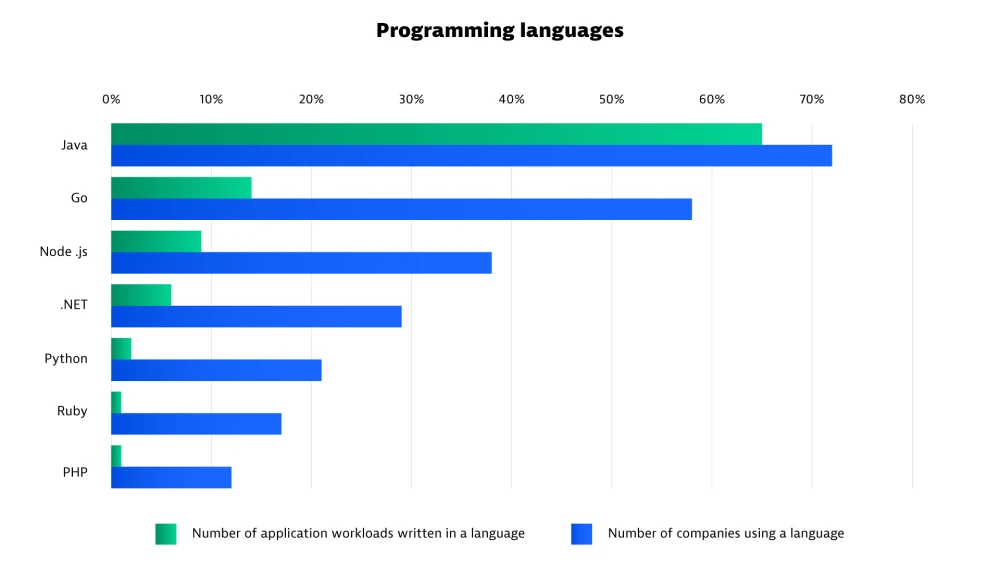 Programming languages
0% 10% 20% 30% 40% 50% 60% 70% 80%
Java
Go
Node .js
.NET
Python
Ruby
PHP
Number of application workloads written in a language Number of companies using a language